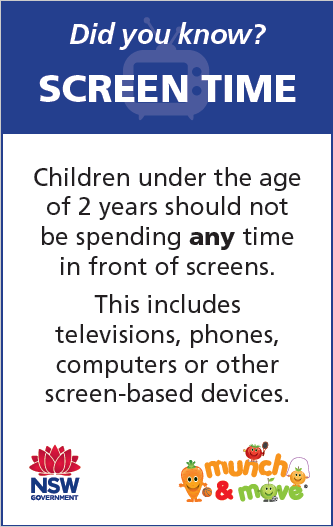 Did you know?
SCREEN TIME
Children under the age
of 2 years should not
be spending any time
in front of screens.
This includes
televisions, phones,
computers or other
screen-based devices.
NSW
GOVERNMENT
munch
& move